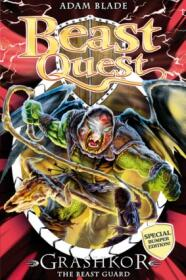 ADAM BLADE
Beast
Quest
SPECIAL
BUMPER
EDITION!
GRASHKOR
THE BEAST GUARD